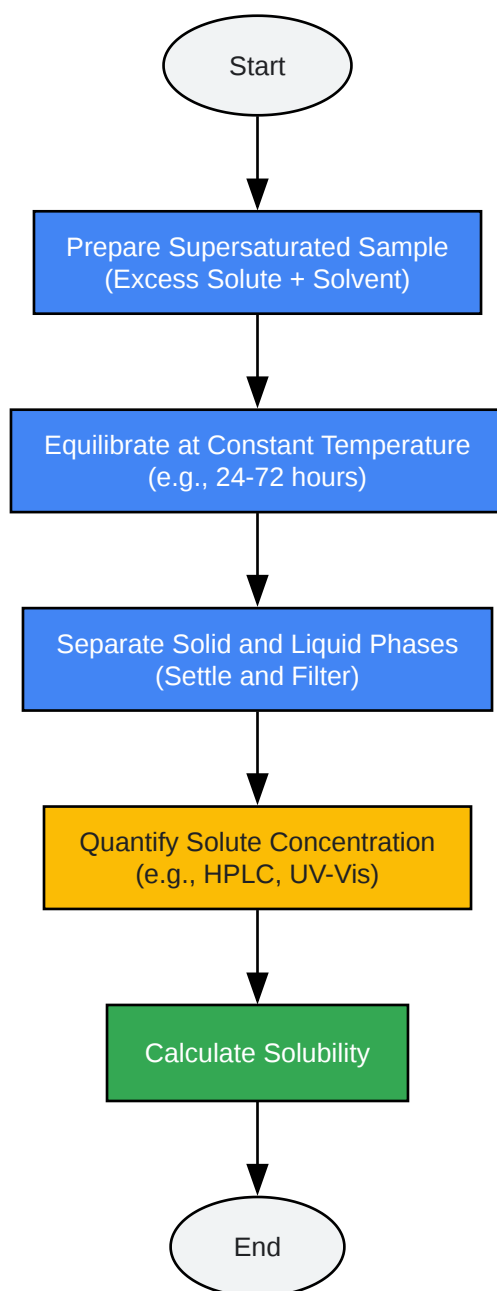 Start
Prepare Supersaturated Sample
(Excess Solute + Solvent)
Equilibrate at Constant Temperature
(e.g., 24-72 hours)
Separate Solid and Liquid Phases
(Settle and Filter)
Quantify Solute Concentration
(e.g., HPLC, UV-Vis)
Calculate Solubility
End